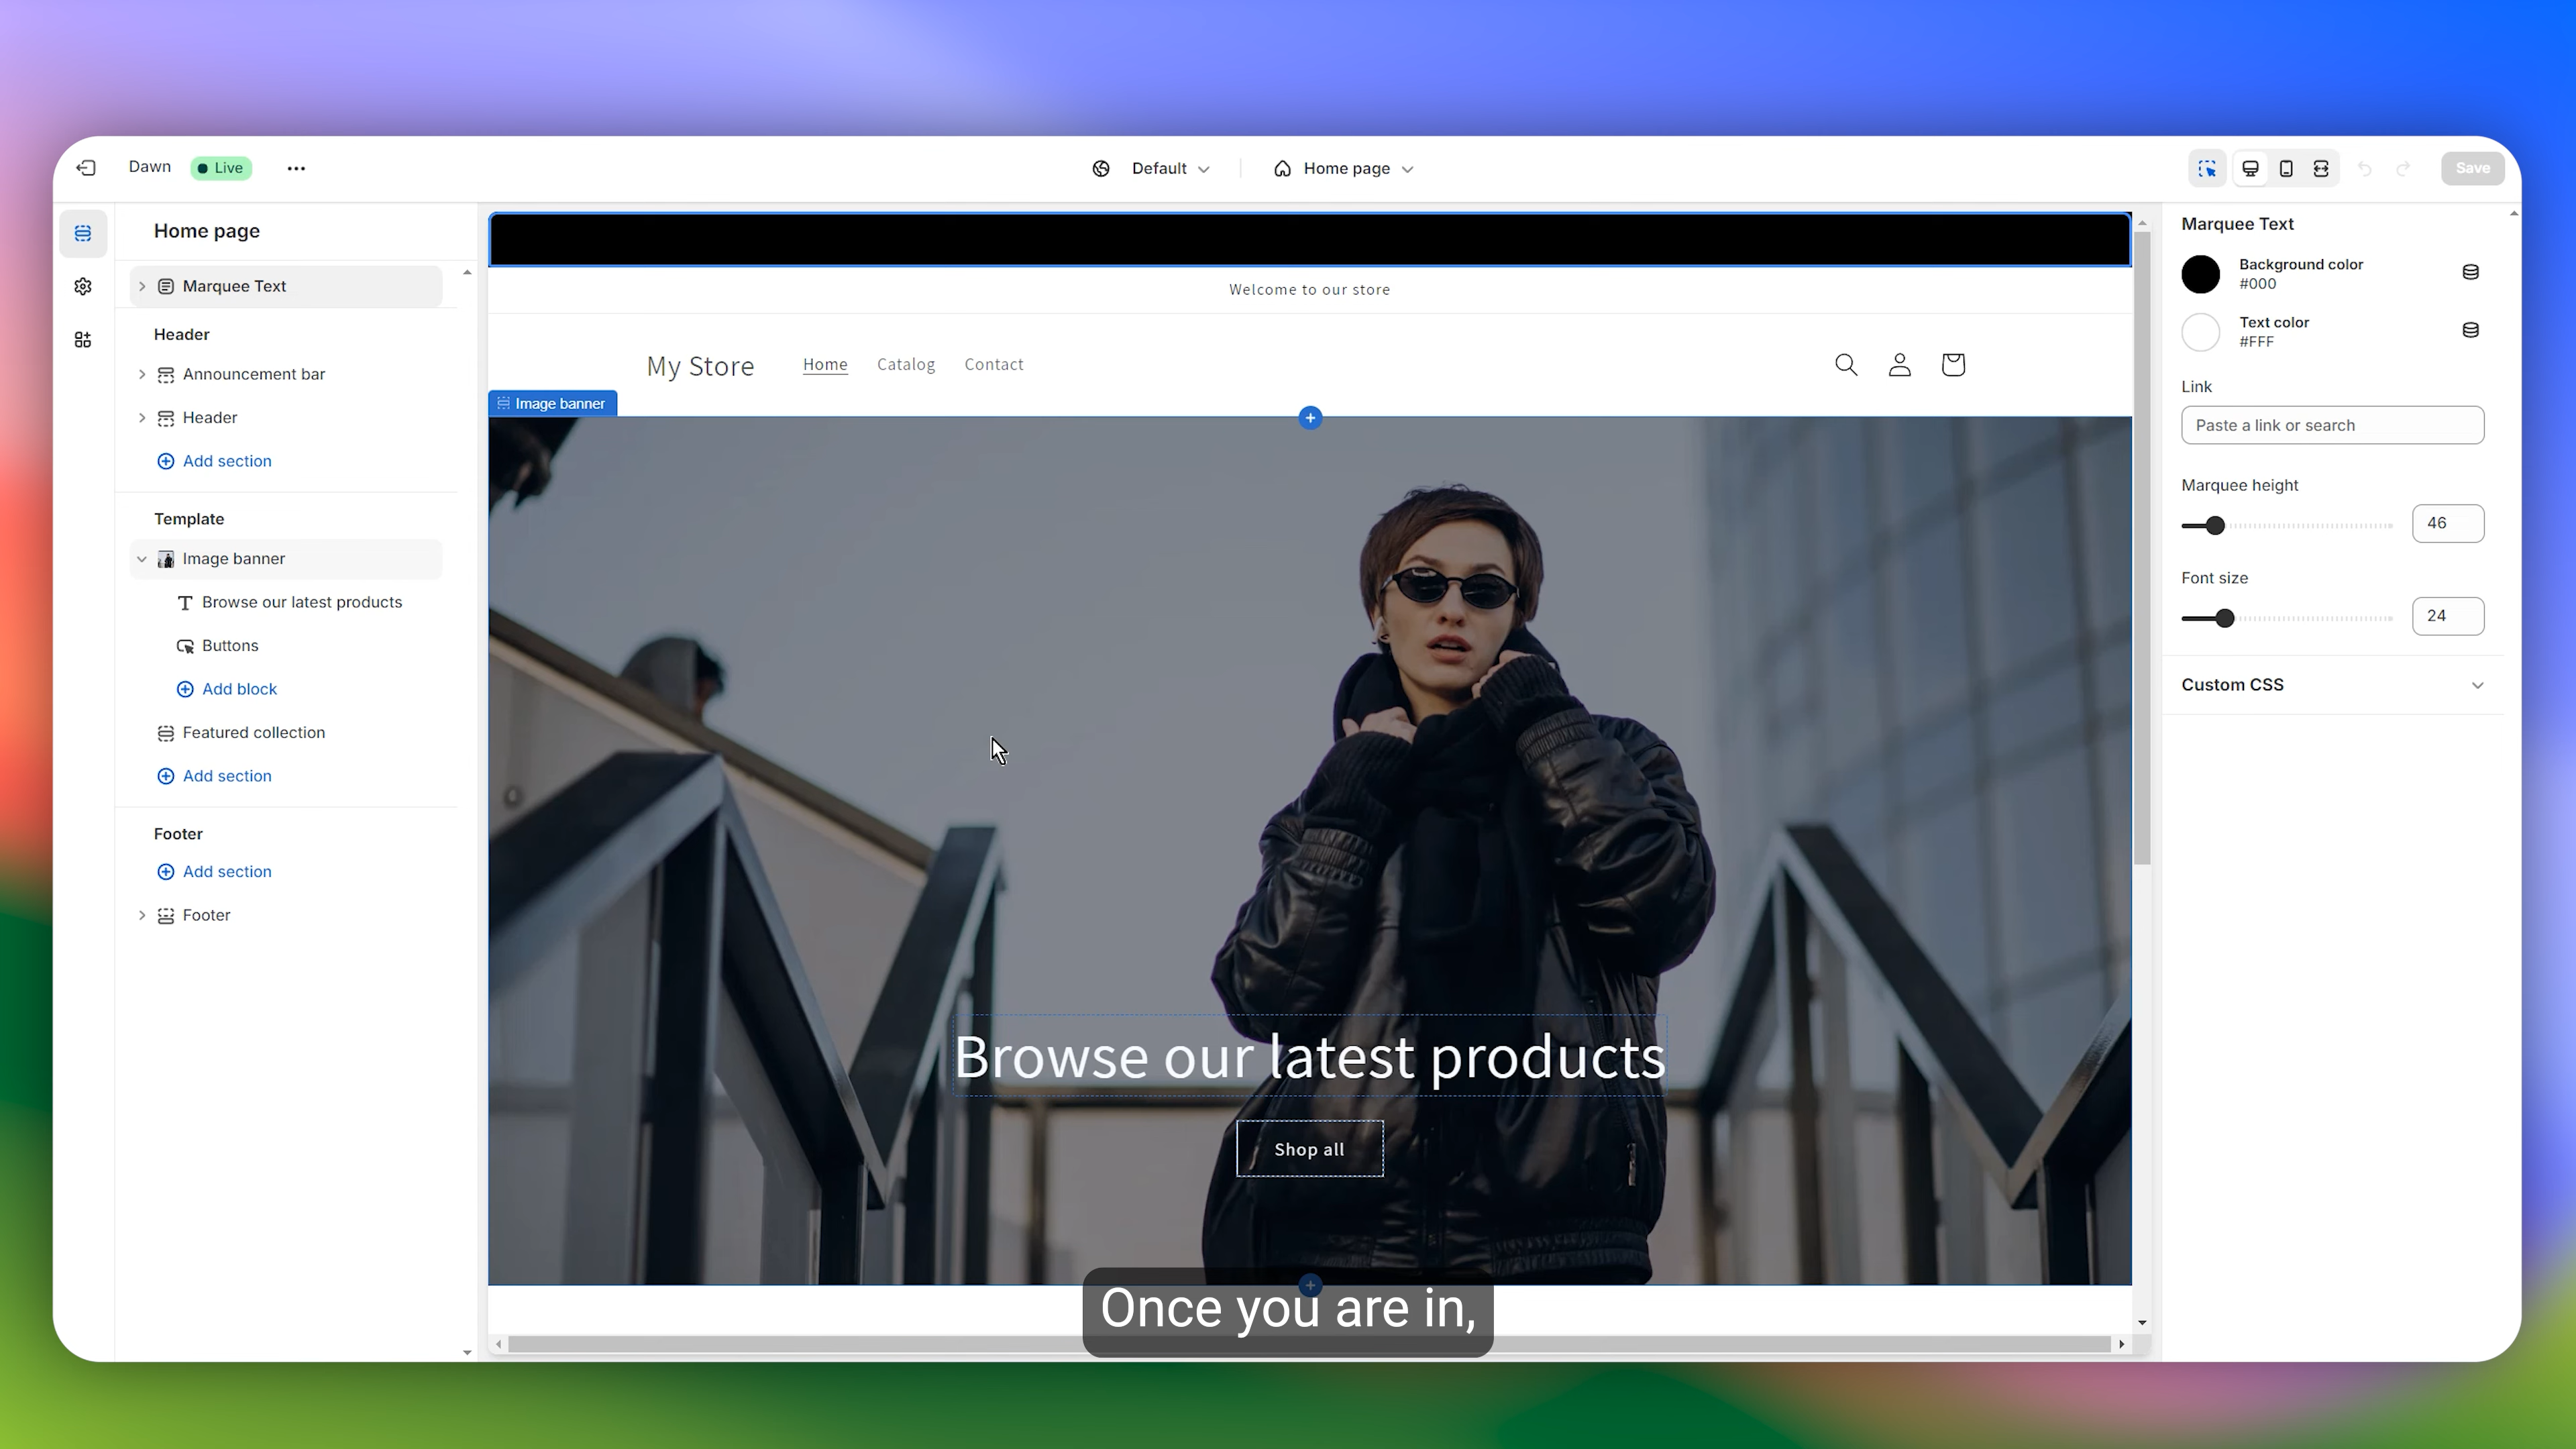 Dawn
Live
Default
Home page
Save
Home page
Marquee Text
Header
Announcement bar
Header
Add section
Template
Image banner
Browse our latest products
Buttons
Add block
Featured collection
Add section
Footer
Add section
Footer
Welcome to our store
My Store
Home
Catalog
Contact
Image banner
Browse our latest products
Shop all
Once you are in,
Marquee Text
Background color
#000
Text color
#FFF
Link
Paste a link or search
Marquee height
46
Font size
24
Custom CSS